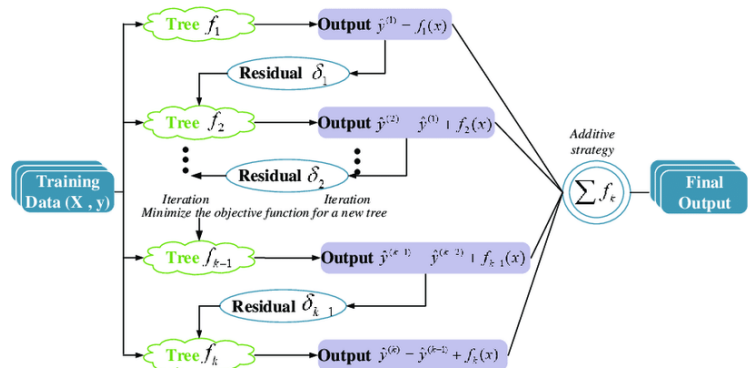 Tree f₁
Output ŷ⁽¹⁾ − f₁(x)
Residual δ₁
Tree f₂
Output ŷ⁽²⁾ ŷ⁽¹⁾ + f₂(x)
Additive
strategy
Residual δ₂
Training
Data (X , y)
∑ fₖ
Final
Output
Iteration Iteration
Minimize the objective function for a new tree
Tree fₖ₋₁
Output ŷ⁽ᵏ⁻¹⁾ ŷ⁽ᵏ⁻²⁾ + fₖ₋₁(x)
Residual δₖ₋₁
Tree fₖ
Output ŷ⁽ᵏ⁾ − ŷ⁽ᵏ⁻¹⁾ + fₖ(x)